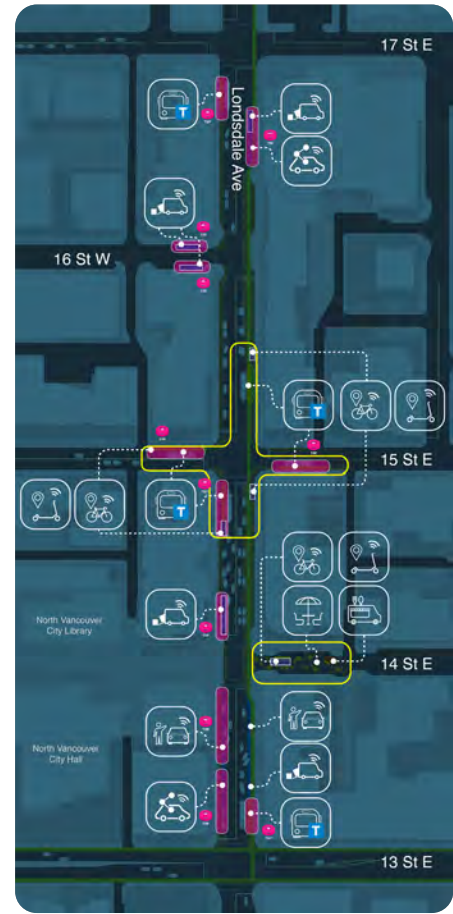 17 St E
Londsdale Ave
T
16 St W
T
15 St E
T
North Vancouver
City Library
14 St E
North Vancouver
City Hall
T
13 St E